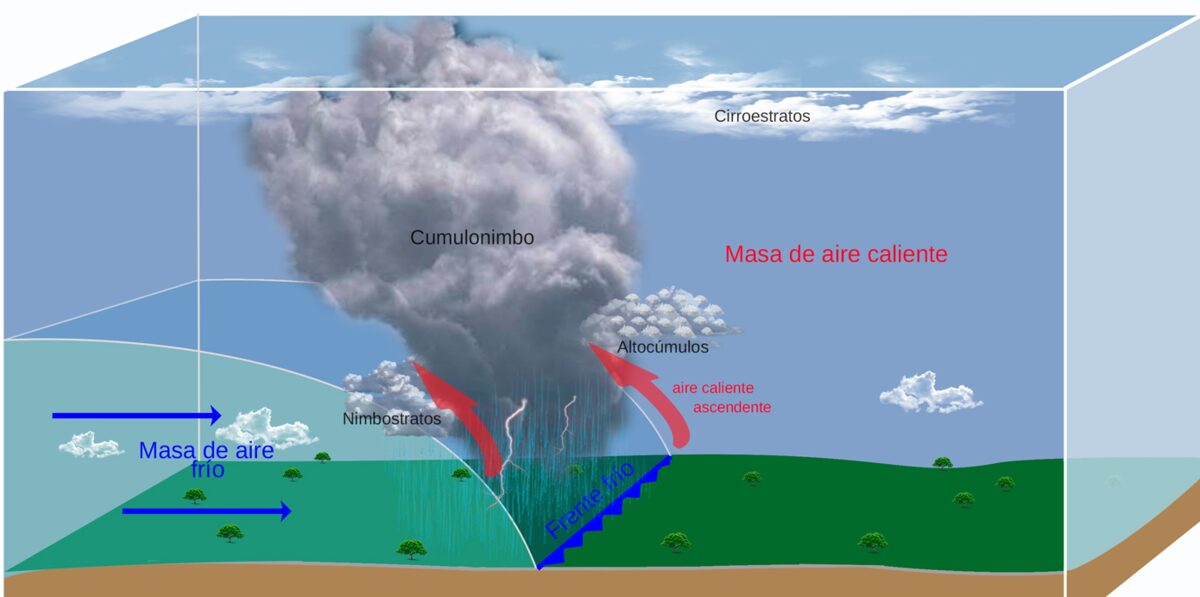 Cirroestratos
Cumulonimbo
Masa de aire caliente
Altocúmulos
aire caliente
ascendente
Nimbostratos
Masa de aire
frío
Frente frío